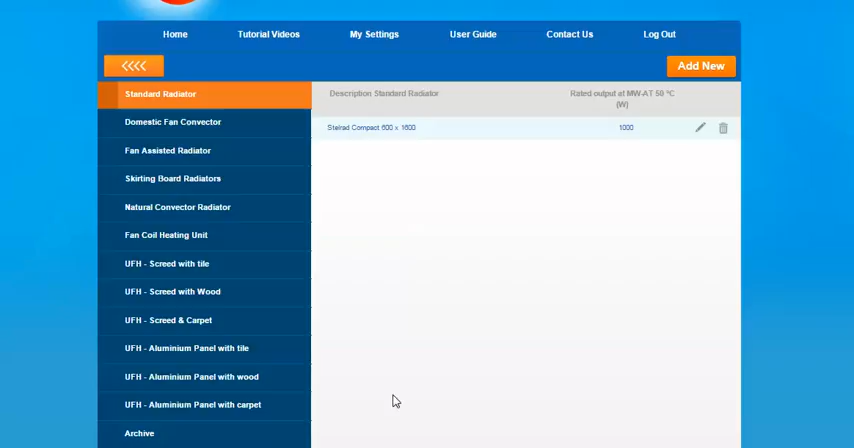 Home Tutorial Videos My Settings User Guide Contact Us Log Out
<<<< Add New
Standard Radiator
Description Standard Radiator Rated output at MW-AT 50 °C
(W)
Stelrad Compact 600 x 1600 1000
Domestic Fan Convector
Fan Assisted Radiator
Skirting Board Radiators
Natural Convector Radiator
Fan Coil Heating Unit
UFH - Screed with tile
UFH - Screed with Wood
UFH - Screed & Carpet
UFH - Aluminium Panel with tile
UFH - Aluminium Panel with wood
UFH - Aluminium Panel with carpet
Archive